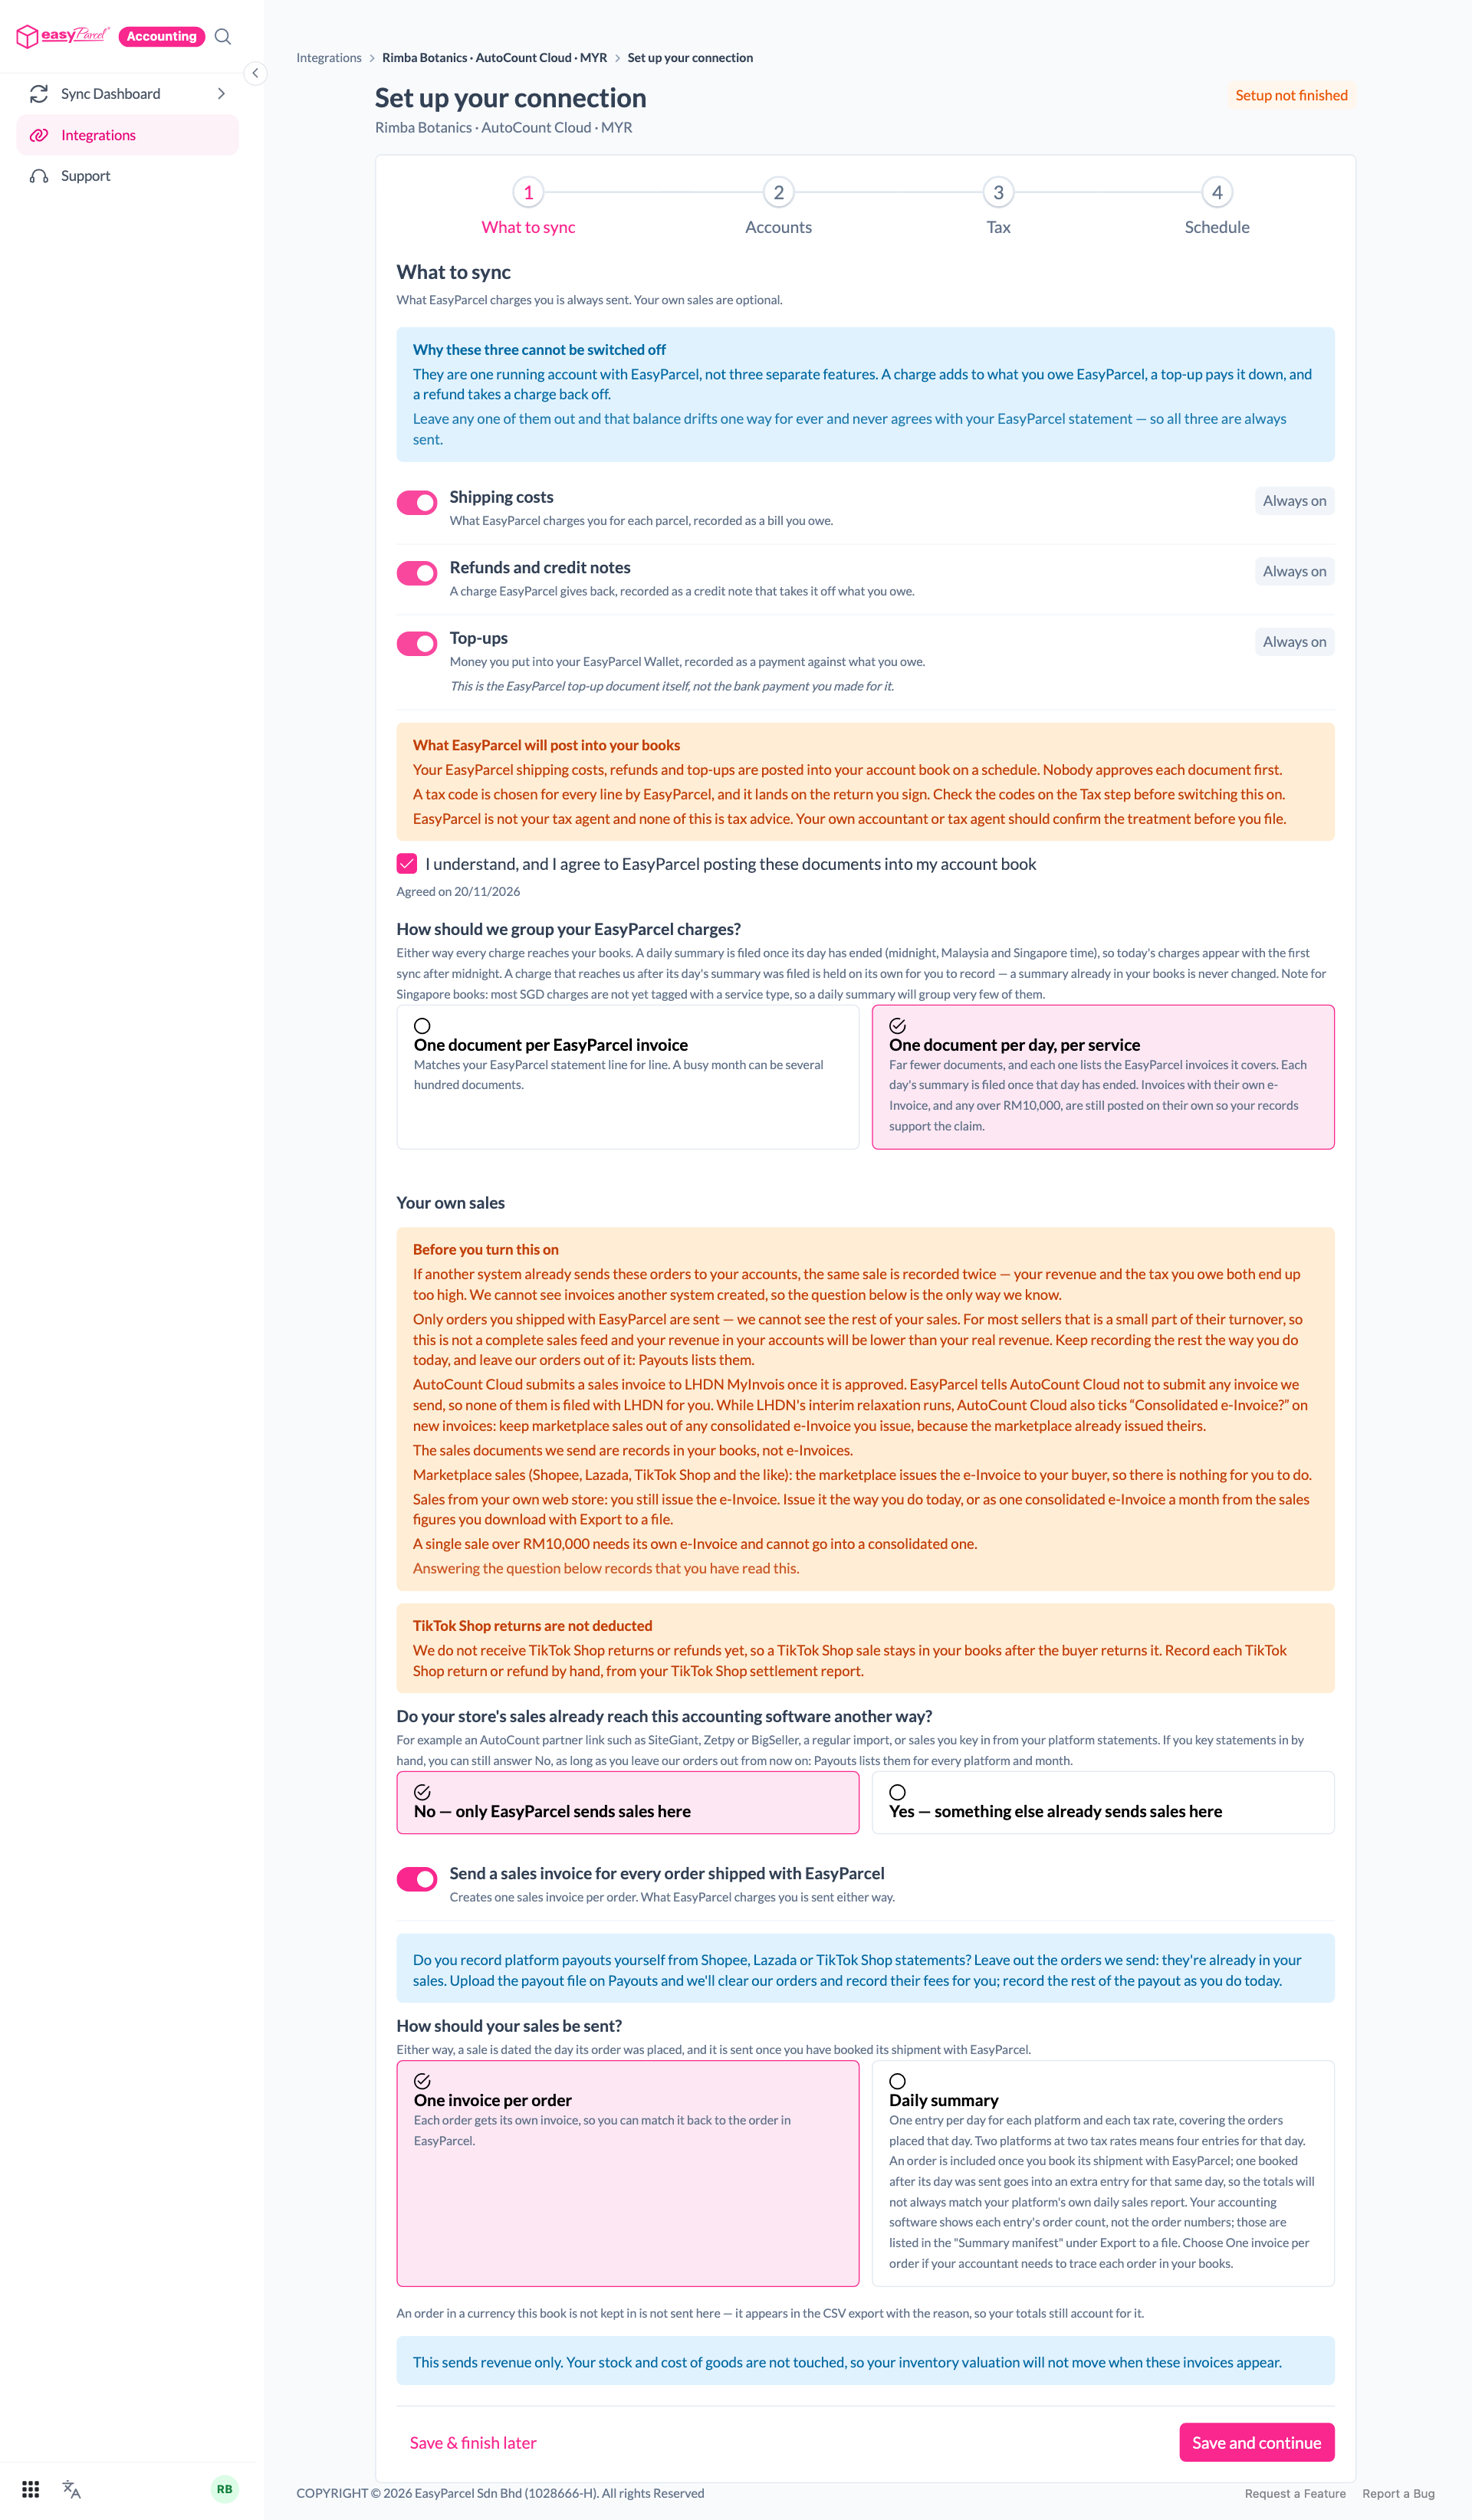 easyParcel Accounting
Sync Dashboard
Integrations
Support
Integrations > Rimba Botanics · AutoCount Cloud · MYR > Set up your connection
Set up your connection
Setup not finished
Rimba Botanics · AutoCount Cloud · MYR
1 2 3 4
What to sync Accounts Tax Schedule
What to sync
What EasyParcel charges you is always sent. Your own sales are optional.
Why these three cannot be switched off
They are one running account with EasyParcel, not three separate features. A charge adds to what you owe EasyParcel, a top-up pays it down, and
a refund takes a charge back off.
Leave any one of them out and that balance drifts one way for ever and never agrees with your EasyParcel statement — so all three are always
sent.
Shipping costs
Always on
What EasyParcel charges you for each parcel, recorded as a bill you owe.
Refunds and credit notes
Always on
A charge EasyParcel gives back, recorded as a credit note that takes it off what you owe.
Top-ups
Always on
Money you put into your EasyParcel Wallet, recorded as a payment against what you owe.
This is the EasyParcel top-up document itself, not the bank payment you made for it.
What EasyParcel will post into your books
Your EasyParcel shipping costs, refunds and top-ups are posted into your account book on a schedule. Nobody approves each document first.
A tax code is chosen for every line by EasyParcel, and it lands on the return you sign. Check the codes on the Tax step before switching this on.
EasyParcel is not your tax agent and none of this is tax advice. Your own accountant or tax agent should confirm the treatment before you file.
I understand, and I agree to EasyParcel posting these documents into my account book
Agreed on 20/11/2026
How should we group your EasyParcel charges?
Either way every charge reaches your books. A daily summary is filed once its day has ended (midnight, Malaysia and Singapore time), so today's charges appear with the first
sync after midnight. A charge that reaches us after its day's summary was filed is held on its own for you to record — a summary already in your books is never changed. Note for
Singapore books: most SGD charges are not yet tagged with a service type, so a daily summary will group very few of them.
One document per EasyParcel invoice
Matches your EasyParcel statement line for line. A busy month can be several
hundred documents.
One document per day, per service
Far fewer documents, and each one lists the EasyParcel invoices it covers. Each
day's summary is filed once that day has ended. Invoices with their own e-
Invoice, and any over RM10,000, are still posted on their own so your records
support the claim.
Your own sales
Before you turn this on
If another system already sends these orders to your accounts, the same sale is recorded twice — your revenue and the tax you owe both end up
too high. We cannot see invoices another system created, so the question below is the only way we know.
Only orders you shipped with EasyParcel are sent — we cannot see the rest of your sales. For most sellers that is a small part of their turnover, so
this is not a complete sales feed and your revenue in your accounts will be lower than your real revenue. Keep recording the rest the way you do
today, and leave our orders out of it: Payouts lists them.
AutoCount Cloud submits a sales invoice to LHDN MyInvois once it is approved. EasyParcel tells AutoCount Cloud not to submit any invoice we
send, so none of them is filed with LHDN for you. While LHDN's interim relaxation runs, AutoCount Cloud also ticks “Consolidated e-Invoice?” on
new invoices: keep marketplace sales out of any consolidated e-Invoice you issue, because the marketplace already issued theirs.
The sales documents we send are records in your books, not e-Invoices.
Marketplace sales (Shopee, Lazada, TikTok Shop and the like): the marketplace issues the e-Invoice to your buyer, so there is nothing for you to do.
Sales from your own web store: you still issue the e-Invoice. Issue it the way you do today, or as one consolidated e-Invoice a month from the sales
figures you download with Export to a file.
A single sale over RM10,000 needs its own e-Invoice and cannot go into a consolidated one.
Answering the question below records that you have read this.
TikTok Shop returns are not deducted
We do not receive TikTok Shop returns or refunds yet, so a TikTok Shop sale stays in your books after the buyer returns it. Record each TikTok
Shop return or refund by hand, from your TikTok Shop settlement report.
Do your store's sales already reach this accounting software another way?
For example an AutoCount partner link such as SiteGiant, Zetpy or BigSeller, a regular import, or sales you key in from your platform statements. If you key statements in by
hand, you can still answer No, as long as you leave our orders out from now on: Payouts lists them for every platform and month.
No — only EasyParcel sends sales here
Yes — something else already sends sales here
Send a sales invoice for every order shipped with EasyParcel
Creates one sales invoice per order. What EasyParcel charges you is sent either way.
Do you record platform payouts yourself from Shopee, Lazada or TikTok Shop statements? Leave out the orders we send: they're already in your
sales. Upload the payout file on Payouts and we'll clear our orders and record their fees for you; record the rest of the payout as you do today.
How should your sales be sent?
Either way, a sale is dated the day its order was placed, and it is sent once you have booked its shipment with EasyParcel.
One invoice per order
Each order gets its own invoice, so you can match it back to the order in
EasyParcel.
Daily summary
One entry per day for each platform and each tax rate, covering the orders
placed that day. Two platforms at two tax rates means four entries for that day.
An order is included once you book its shipment with EasyParcel; one booked
after its day was sent goes into an extra entry for that same day, so the totals will
not always match your platform's own daily sales report. Your accounting
software shows each entry's order count, not the order numbers; those are
listed in the "Summary manifest" under Export to a file. Choose One invoice per
order if your accountant needs to trace each order in your books.
An order in a currency this book is not kept in is not sent here — it appears in the CSV export with the reason, so your totals still account for it.
This sends revenue only. Your stock and cost of goods are not touched, so your inventory valuation will not move when these invoices appear.
Save & finish later
Save and continue
RB
COPYRIGHT © 2026 EasyParcel Sdn Bhd (1028666-H). All rights Reserved
Request a Feature
Report a Bug